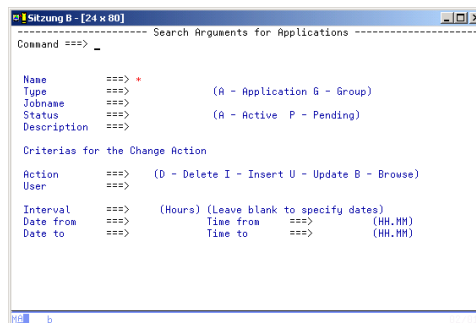 Sitzung B - [24 x 80]
---------------------- Search Arguments for Applications ---------------------
Command ===> _
Name ===> *
Type ===> (A - Application G - Group)
Jobname ===>
Status ===> (A - Active P - Pending)
Description ===>
Criterias for the Change Action
Action ===> (D - Delete I - Insert U - Update B - Browse)
User ===>
Interval ===> (Hours) (Leave blank to specify dates)
Date from ===> Time from ===> (HH.MM)
Date to ===> Time to ===> (HH.MM)
b